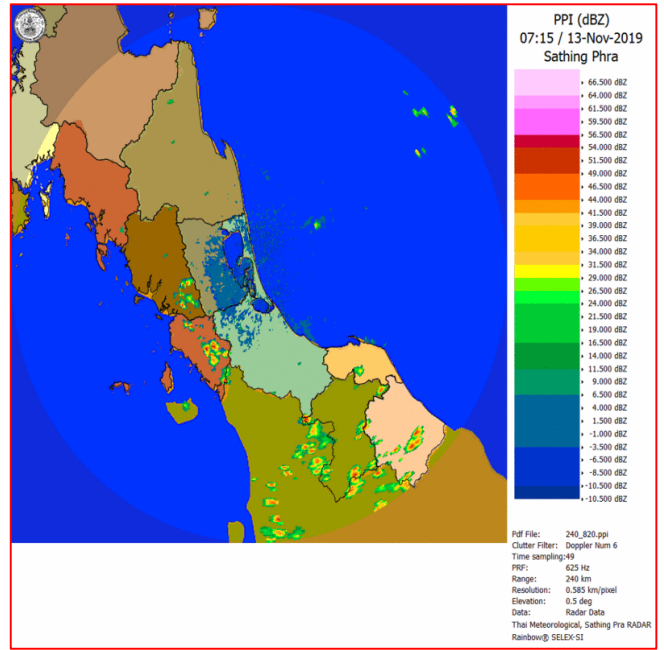 PPI (dBZ)
07:15 / 13-Nov-2019
Sathing Phra
66.500 dBZ
64.000 dBZ
61.500 dBZ
59.500 dBZ
56.500 dBZ
54.000 dBZ
51.500 dBZ
49.000 dBZ
46.500 dBZ
44.000 dBZ
41.500 dBZ
39.000 dBZ
36.500 dBZ
34.000 dBZ
31.500 dBZ
29.000 dBZ
26.500 dBZ
24.000 dBZ
21.500 dBZ
19.000 dBZ
16.500 dBZ
14.000 dBZ
11.500 dBZ
9.000 dBZ
6.500 dBZ
4.000 dBZ
1.500 dBZ
-1.000 dBZ
-3.500 dBZ
-6.500 dBZ
-8.500 dBZ
-10.500 dBZ
-10.500 dBZ
Pdf File: 240_820.ppi
Clutter Filter: Doppler Num 6
Time sampling:49
PRF: 625 Hz
Range: 240 km
Resolution: 0.585 km/pixel
Elevation: 0.5 deg
Data: Radar Data
Thai Meteorological, Sathing Pra RADAR
Rainbow® SELEX-SI